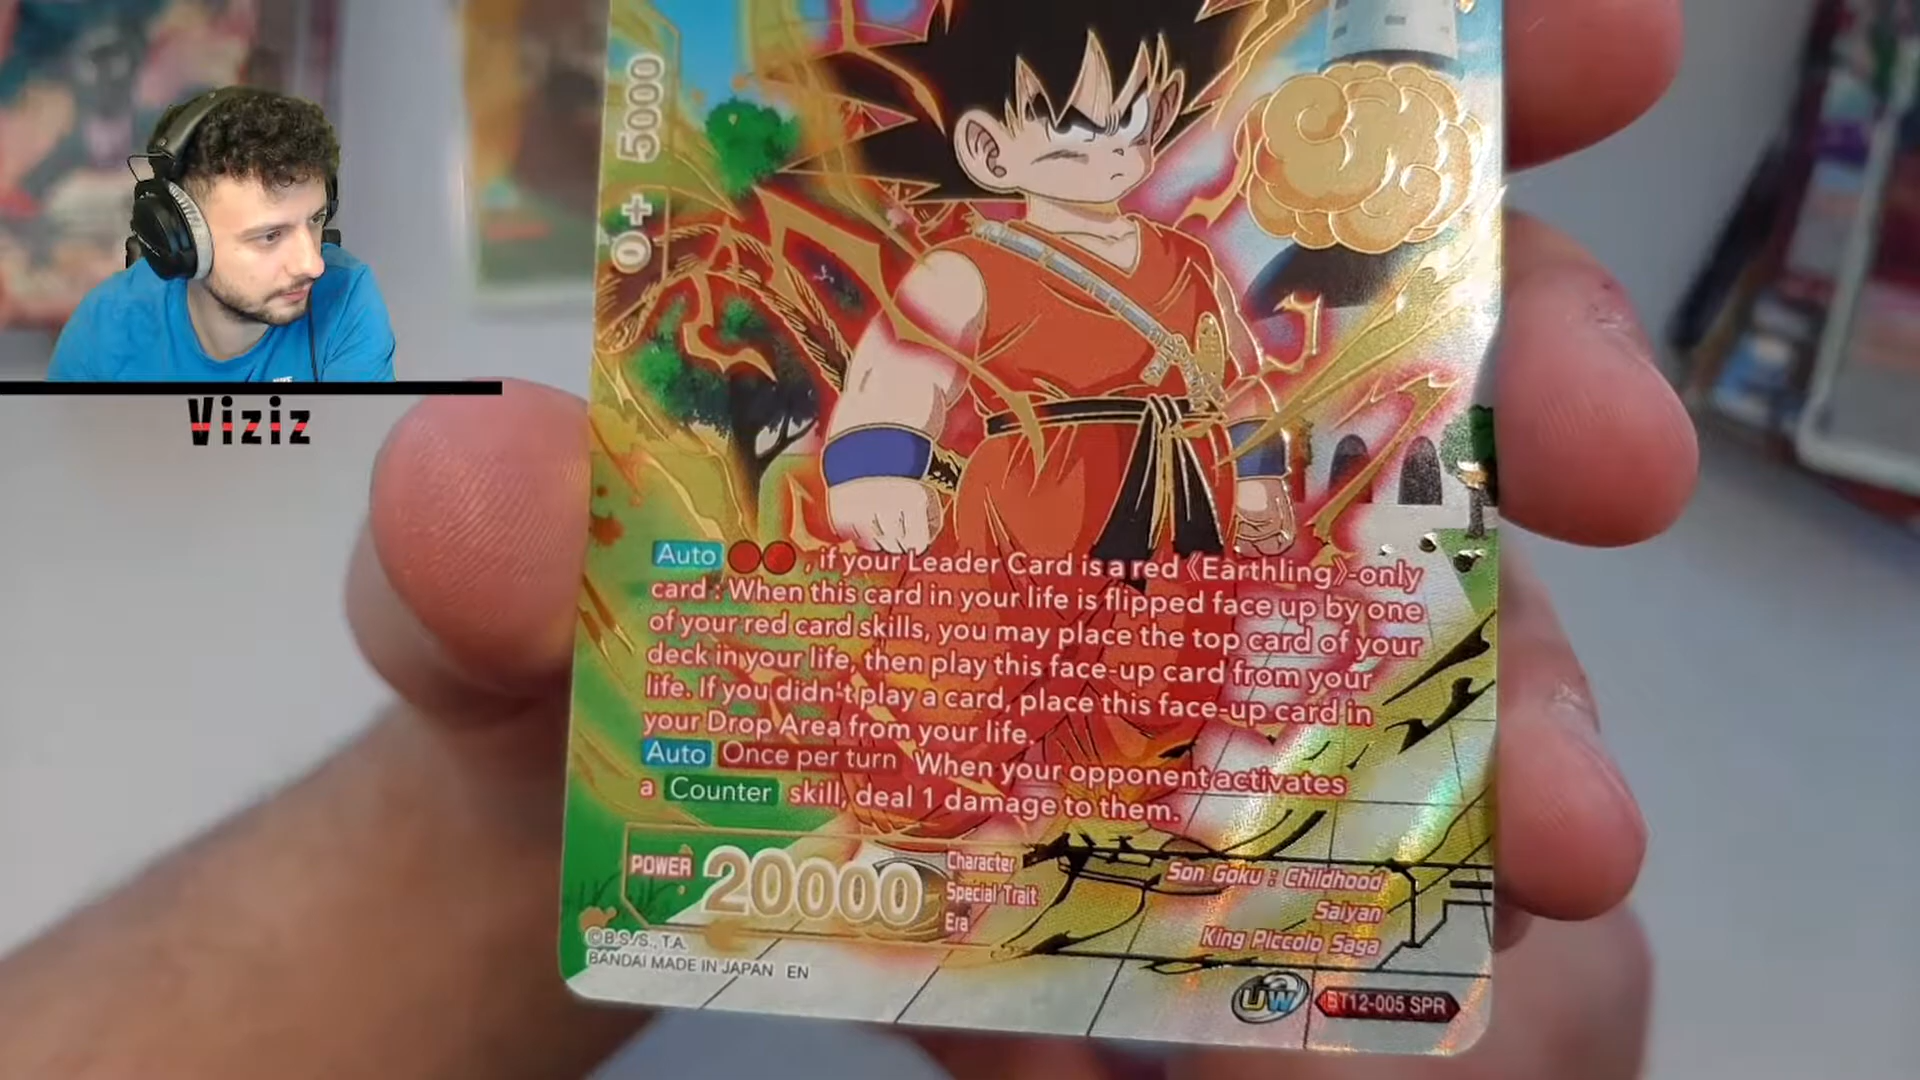 Viziz
0 + 5000
Auto , if your Leader Card is a red 《Earthling》-only
card : When this card in your life is flipped face up by one
of your red card skills, you may place the top card of your
deck in your life, then play this face-up card from your
life. If you didn't play a card, place this face-up card in
your Drop Area from your life.
Auto Once per turn When your opponent activates
a Counter skill, deal 1 damage to them.
POWER 20000
Character Son Goku : Childhood
Special Trait Saiyan
Era King Piccolo Saga
©B.S./S., T.A.
BANDAI MADE IN JAPAN EN
UW BT12-005 SPR